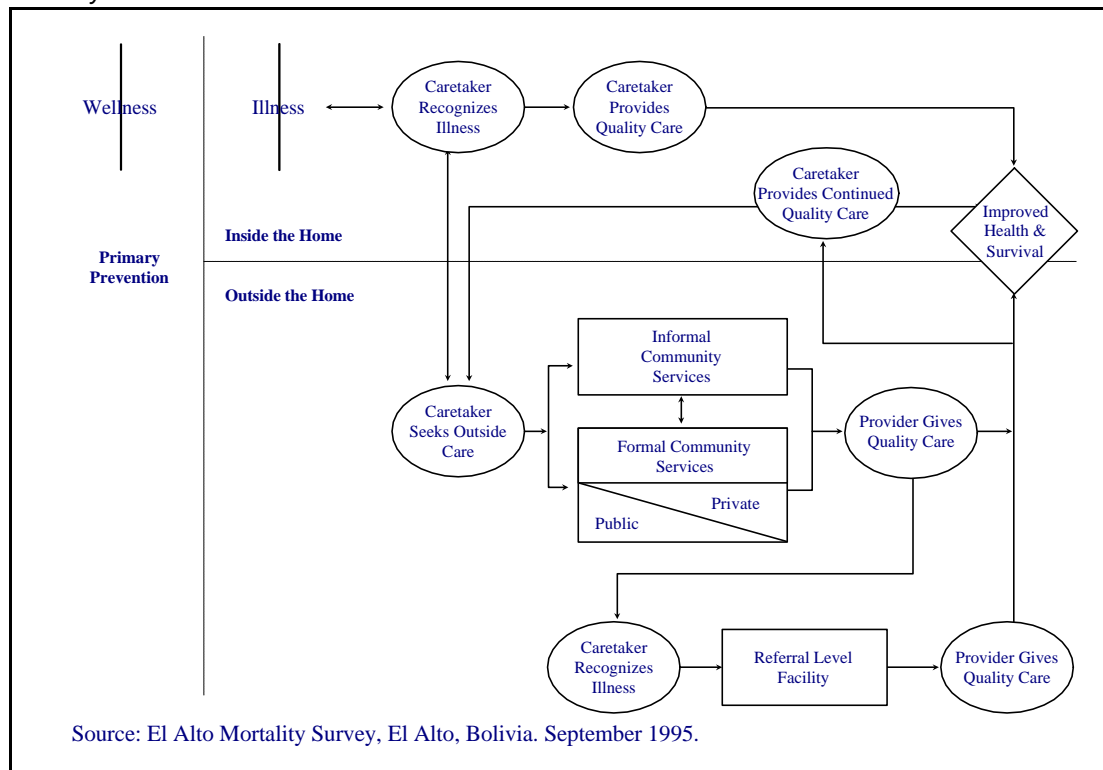 Wellness
Illness
Caretaker
Recognizes
Illness
Caretaker
Provides
Quality Care
Caretaker
Provides Continued
Quality Care
Improved
Health &
Survival
Inside the Home
Primary
Prevention
Outside the Home
Informal
Community
Services
Caretaker
Seeks Outside
Care
Formal Community
Services
Private
Public
Provider Gives
Quality Care
Caretaker
Recognizes
Illness
Referral Level
Facility
Provider Gives
Quality Care
Source: El Alto Mortality Survey, El Alto, Bolivia. September 1995.